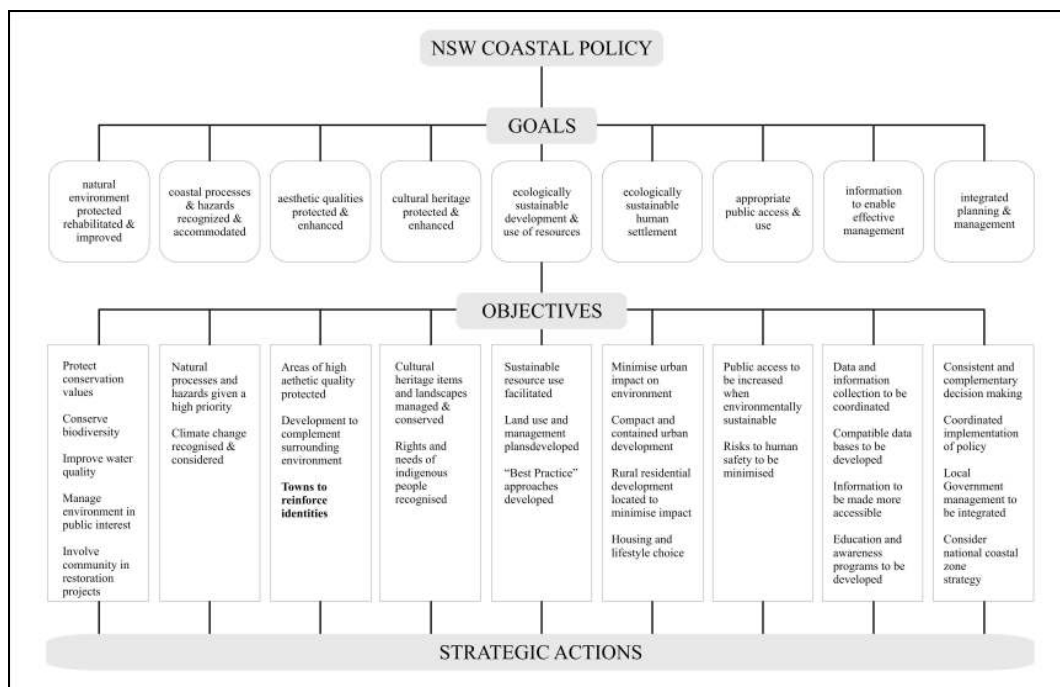 NSW COASTAL POLICY
GOALS
natural
environment
protected
rehabilitated &
improved
coastal processes
& hazards
recognized &
accommodated
aesthetic qualities
protected &
enhanced
cultural heritage
protected &
enhanced
ecologically
sustainable
development &
use of resources
ecologically
sustainable
human
settlement
appropriate
public access &
use
information
to enable
effective
management
integrated
planning &
management
OBJECTIVES
Protect
conservation
values
Conserve
biodiversity
Improve water
quality
Manage
environment in
public interest
Involve
community in
restoration
projects
Natural
processes and
hazards given a
high priority
Climate change
recognised &
considered
Areas of high
aethetic quality
protected
Development to
complement
surrounding
environment
Towns to
reinforce
identities
Cultural
heritage items
and landscapes
managed &
conserved
Rights and
needs of
indigenous
people
recognised
Sustainable
resource use
facilitated
Land use and
management
plansdeveloped
“Best Practice”
approaches
developed
Minimise urban
impact on
environment
Compact and
contained urban
development
Rural residential
development
located to
minimise impact
Housing and
lifestyle choice
Public access to
be increased
when
environmentally
sustainable
Risks to human
safety to be
minimised
Data and
information
collection to be
coordinated
Compatible data
bases to be
developed
Information to
be made more
accessible
Education and
awareness
programs to be
developed
Consistent and
complementary
decision making
Coordinated
implementation
of policy
Local
Government
management to
be integrated
Consider
national coastal
zone
strategy
STRATEGIC ACTIONS